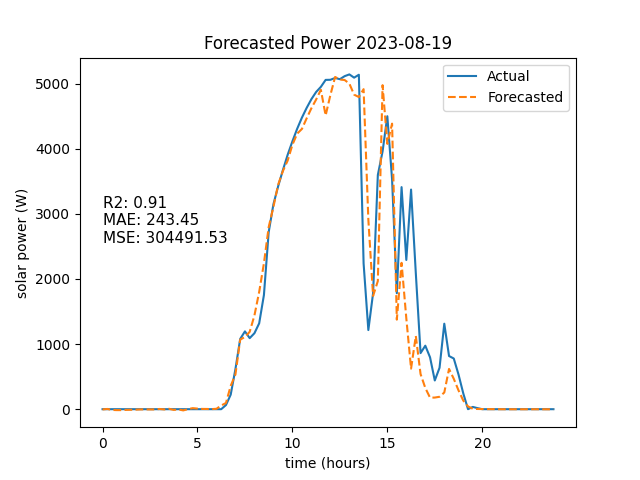 Forecasted Power 2023-08-19
Actual
Forecasted
R2: 0.91
MAE: 243.45
MSE: 304491.53
solar power (W)
5000
4000
3000
2000
1000
0
0 5 10 15 20
time (hours)